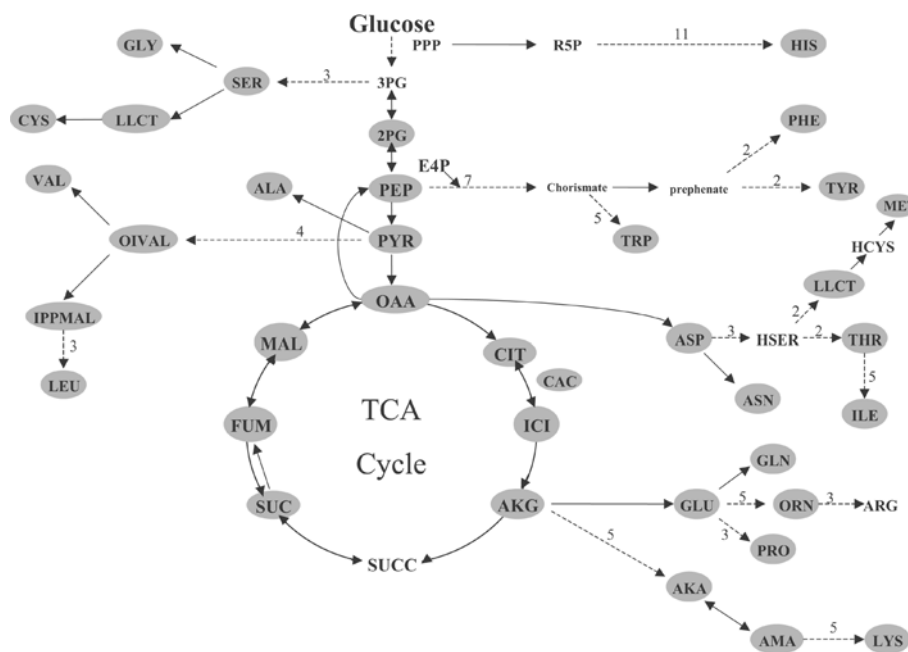 Glucose
GLY
PPP
R5P
11
HIS
SER
3
3PG
CYS
LLCT
2PG
PHE
E4P
2
VAL
ALA
PEP
7
Chorismate
prephenate
2
TYR
OIVAL
4
PYR
5
TRP
ME
HCYS
LLCT
IPPMAL
OAA
2
3
MAL
CIT
ASP
3
HSER
2
THR
LEU
CAC
5
TCA
ASN
ILE
FUM
ICI
Cycle
GLN
SUC
AKG
GLU
5
ORN
3
ARG
5
3
PRO
SUCC
AKA
AMA
5
LYS